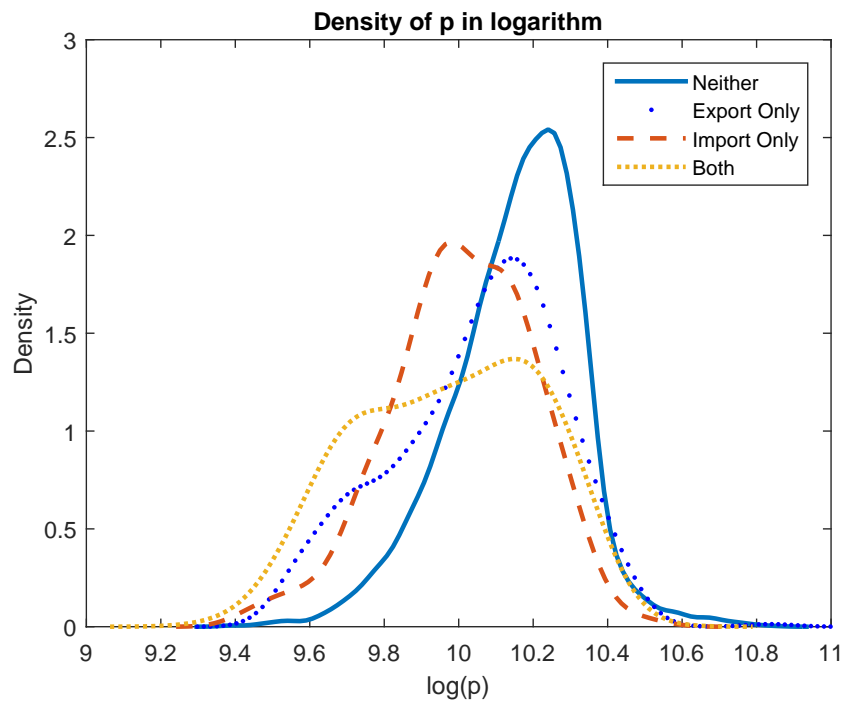 Density of p in logarithm
3
2.5
2
1.5
1
0.5
0
Density
Neither
Export Only
Import Only
Both
9 9.2 9.4 9.6 9.8 10 10.2 10.4 10.6 10.8 11
log(p)